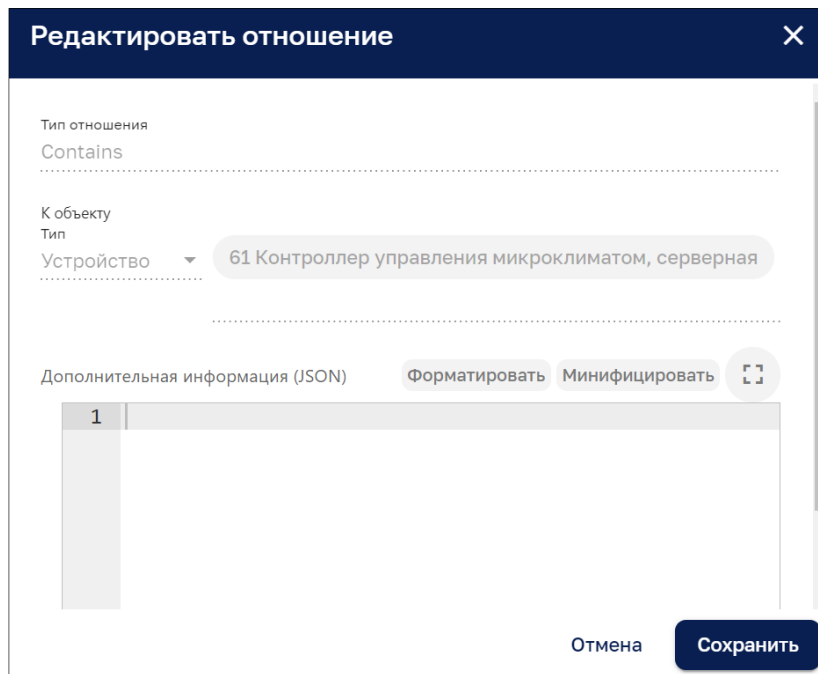 Редактировать отношение
Тип отношения
Contains
К объекту
Тип
Устройство
61 Контроллер управления микроклиматом, серверная
Дополнительная информация (JSON) Форматировать Минифицировать
1
Отмена Сохранить